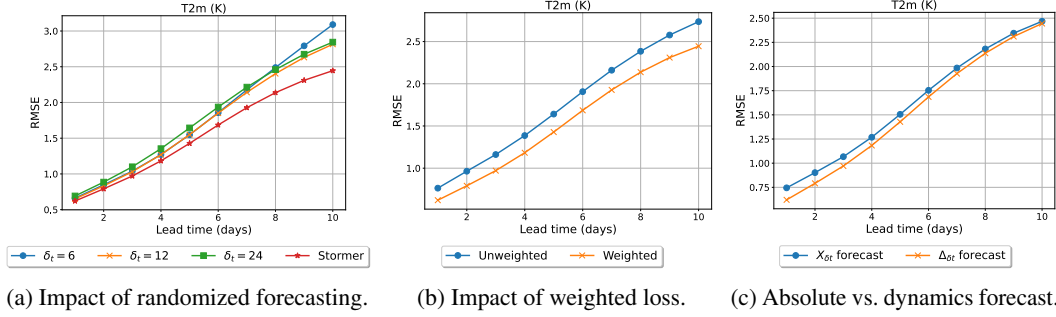 T2m (K)
3.0
2.5
2.0
1.5
1.0
0.5
RMSE
2 4 6 8 10
Lead time (days)
δt = 6 δt = 12 δt = 24 Stormer
(a) Impact of randomized forecasting.
T2m (K)
2.5
2.0
1.5
1.0
RMSE
2 4 6 8 10
Lead time (days)
Unweighted Weighted
(b) Impact of weighted loss.
T2m (K)
2.50
2.25
2.00
1.75
1.50
1.25
1.00
0.75
RMSE
2 4 6 8 10
Lead time (days)
Xδt forecast Δδt forecast
(c) Absolute vs. dynamics forecast.